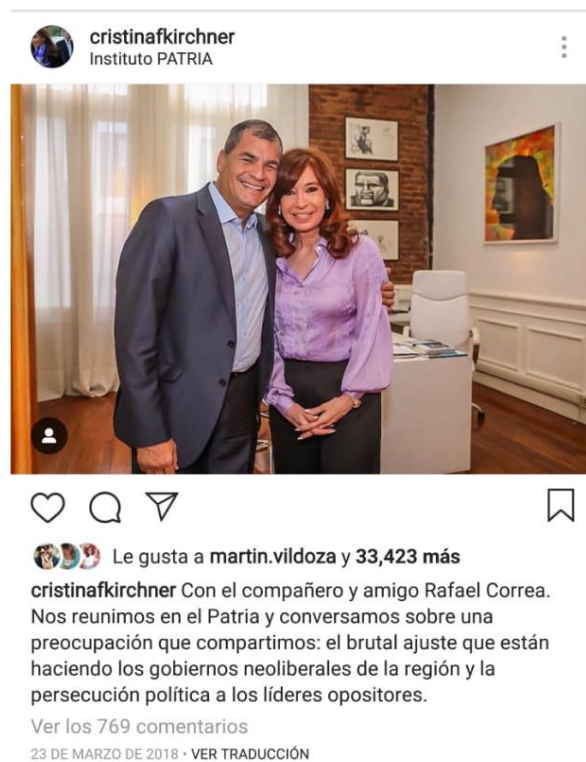 cristinafkirchner
Instituto PATRIA
Le gusta a martin.vildoza y 33,423 más
cristinafkirchner Con el compañero y amigo Rafael Correa.
Nos reunimos en el Patria y conversamos sobre una
preocupación que compartimos: el brutal ajuste que están
haciendo los gobiernos neoliberales de la región y la
persecución política a los líderes opositores.
Ver los 769 comentarios
23 DE MARZO DE 2018 • VER TRADUCCIÓN